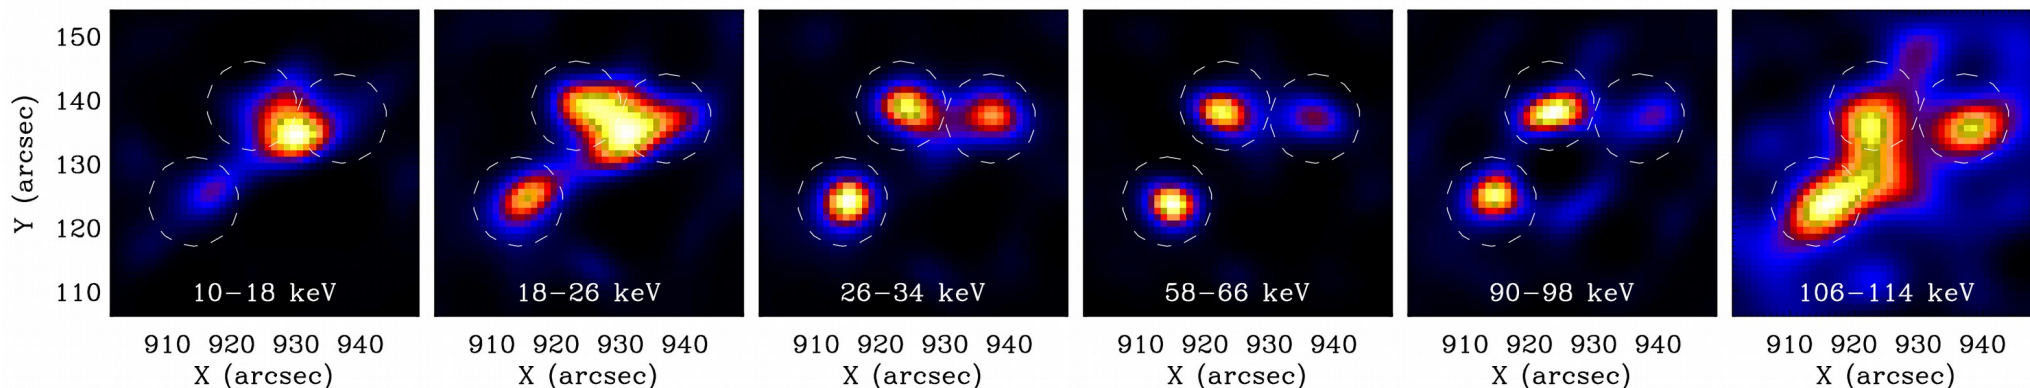 150
140
130
120
110
Y (arcsec)
10−18 keV
18−26 keV
26−34 keV
58−66 keV
90−98 keV
106−114 keV
910 920 930 940
910 920 930 940
910 920 930 940
910 920 930 940
910 920 930 940
910 920 930 940
X (arcsec)
X (arcsec)
X (arcsec)
X (arcsec)
X (arcsec)
X (arcsec)